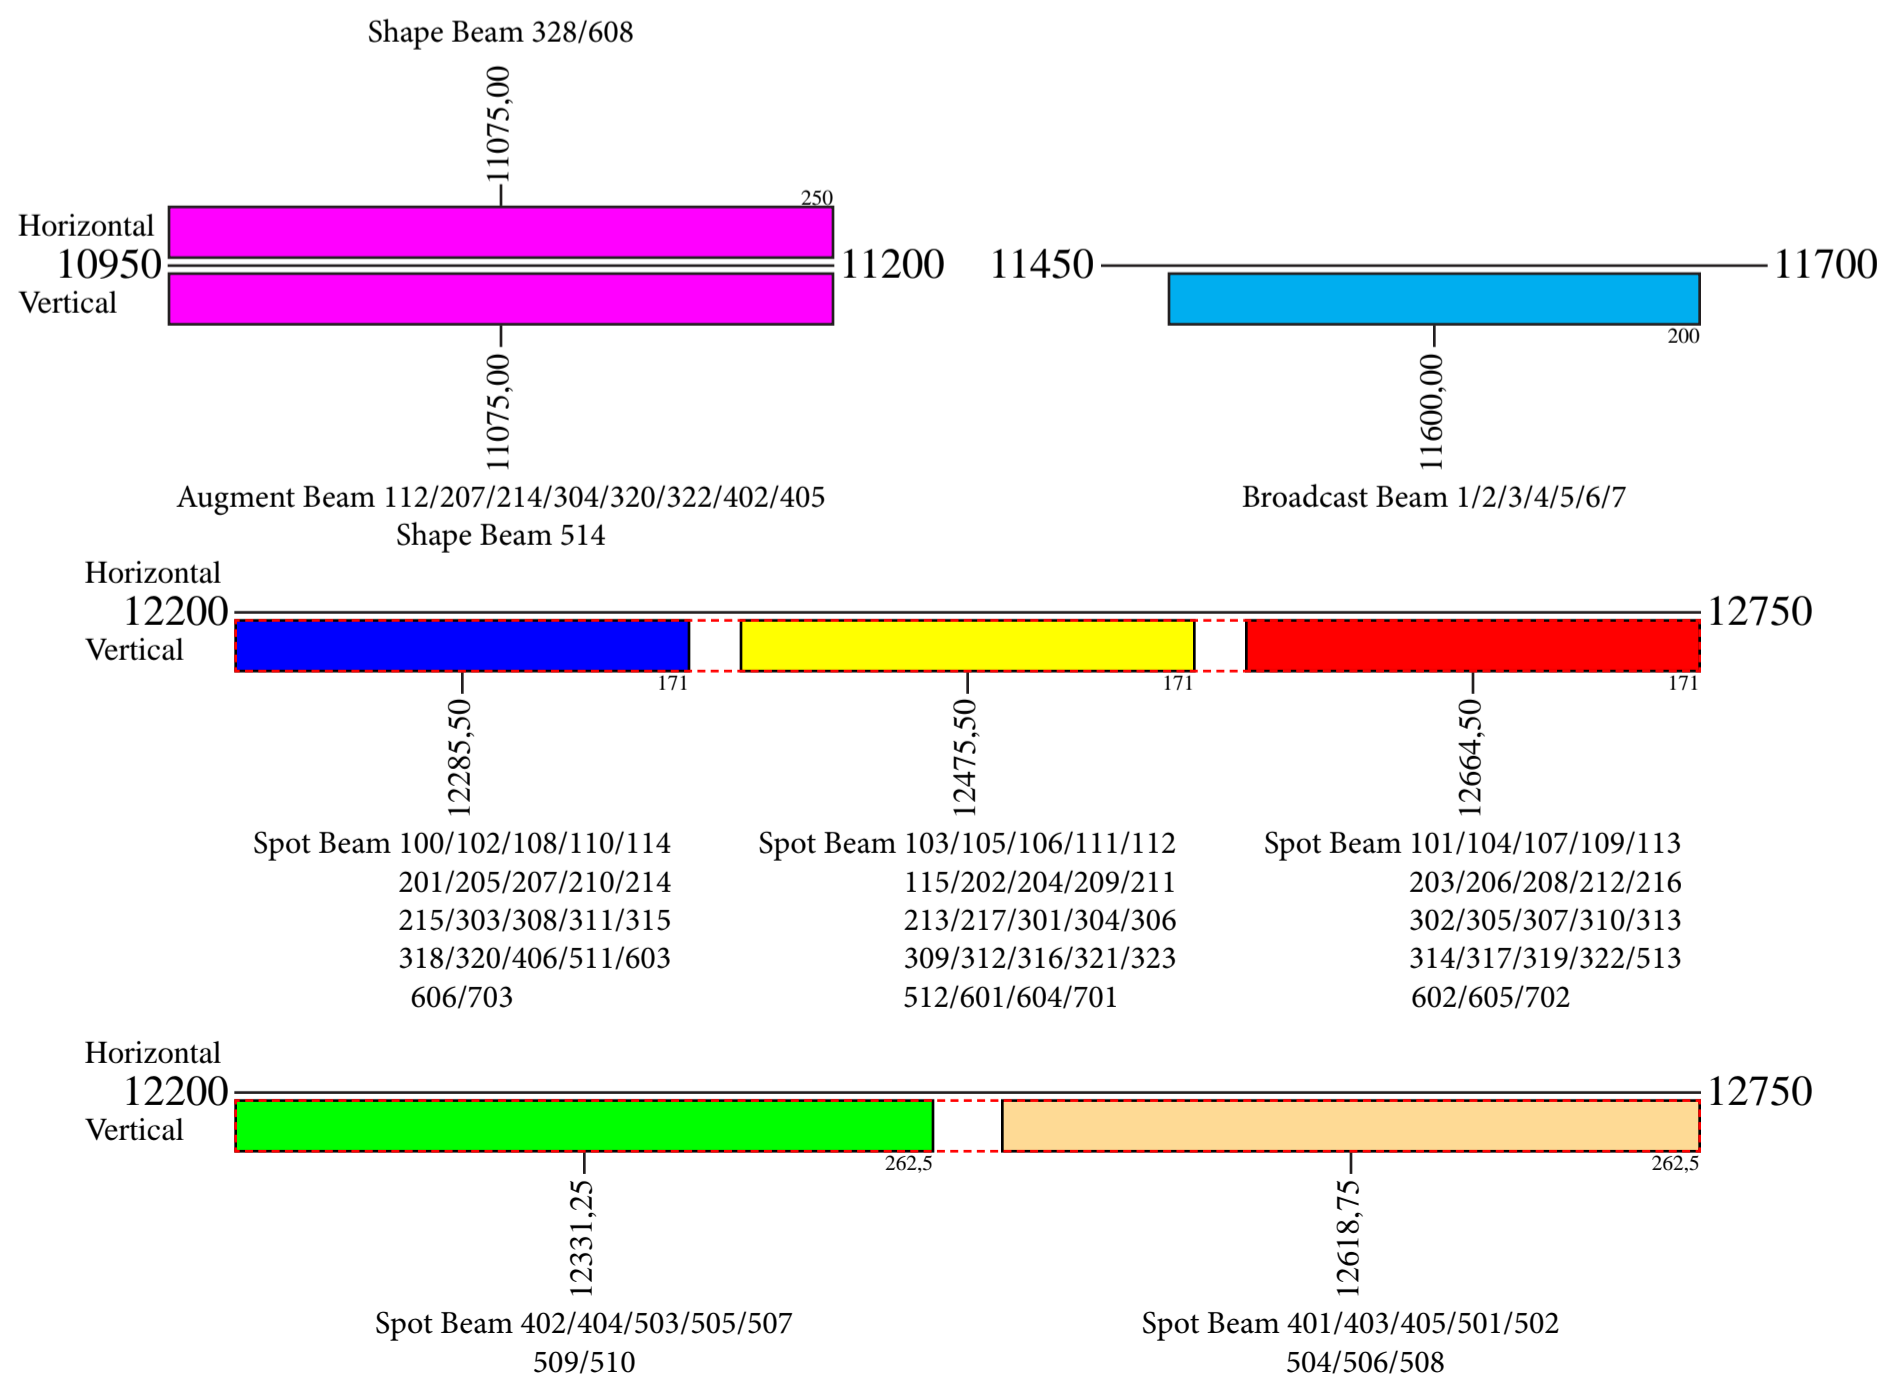 Shape Beam 328/608
11075,00
250
Horizontal
10950
11200
Vertical
11075,00
Augment Beam 112/207/214/304/320/322/402/405
Shape Beam 514
11450
11700
200
11600,00
Broadcast Beam 1/2/3/4/5/6/7
Horizontal
12200
12750
Vertical
171
171
171
12285,50
12475,50
12664,50
Spot Beam 100/102/108/110/114
201/205/207/210/214
215/303/308/311/315
318/320/406/511/603
606/703
Spot Beam 103/105/106/111/112
115/202/204/209/211
213/217/301/304/306
309/312/316/321/323
512/601/604/701
Spot Beam 101/104/107/109/113
203/206/208/212/216
302/305/307/310/313
314/317/319/322/513
602/605/702
Horizontal
12200
12750
Vertical
262,5
262,5
12331,25
12618,75
Spot Beam 402/404/503/505/507
509/510
Spot Beam 401/403/405/501/502
504/506/508